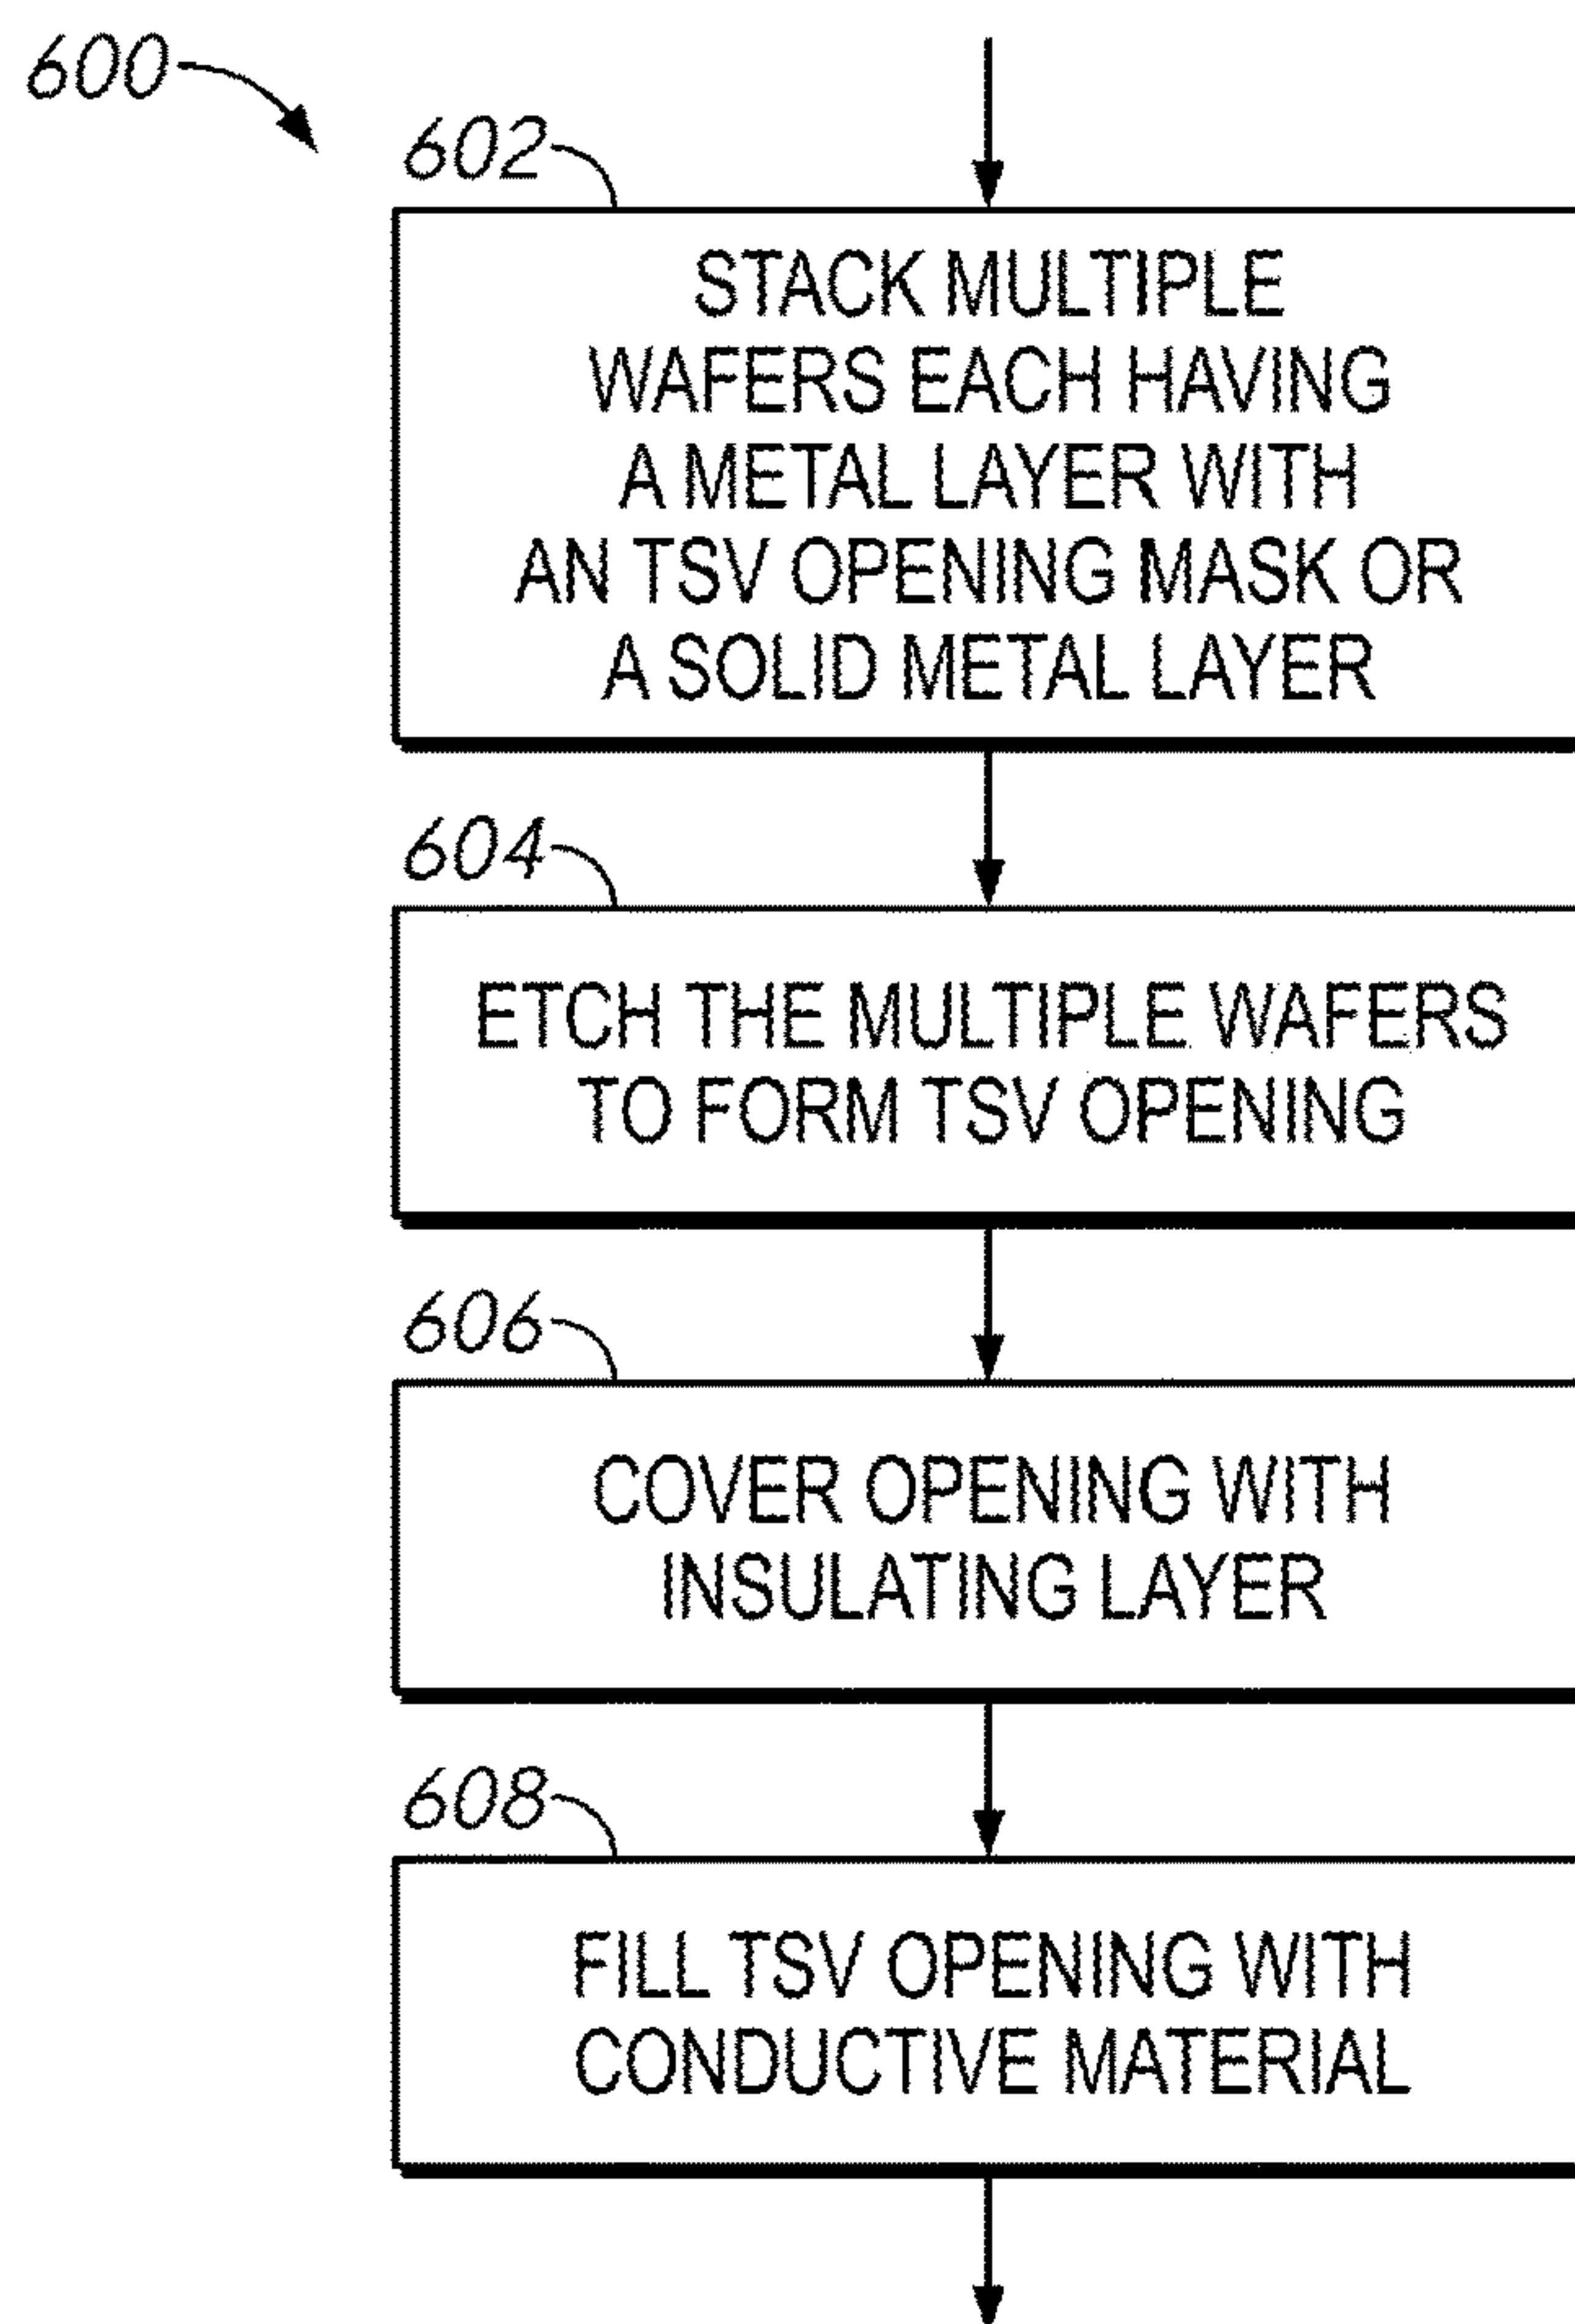 600
602
STACK MULTIPLE
WAFERS EACH HAVING
A METAL LAYER WITH
AN TSV OPENING MASK OR
A SOLID METAL LAYER
604
ETCH THE MULTIPLE WAFERS
TO FORM TSV OPENING
606
COVER OPENING WITH
INSULATING LAYER
608
FILL TSV OPENING WITH
CONDUCTIVE MATERIAL